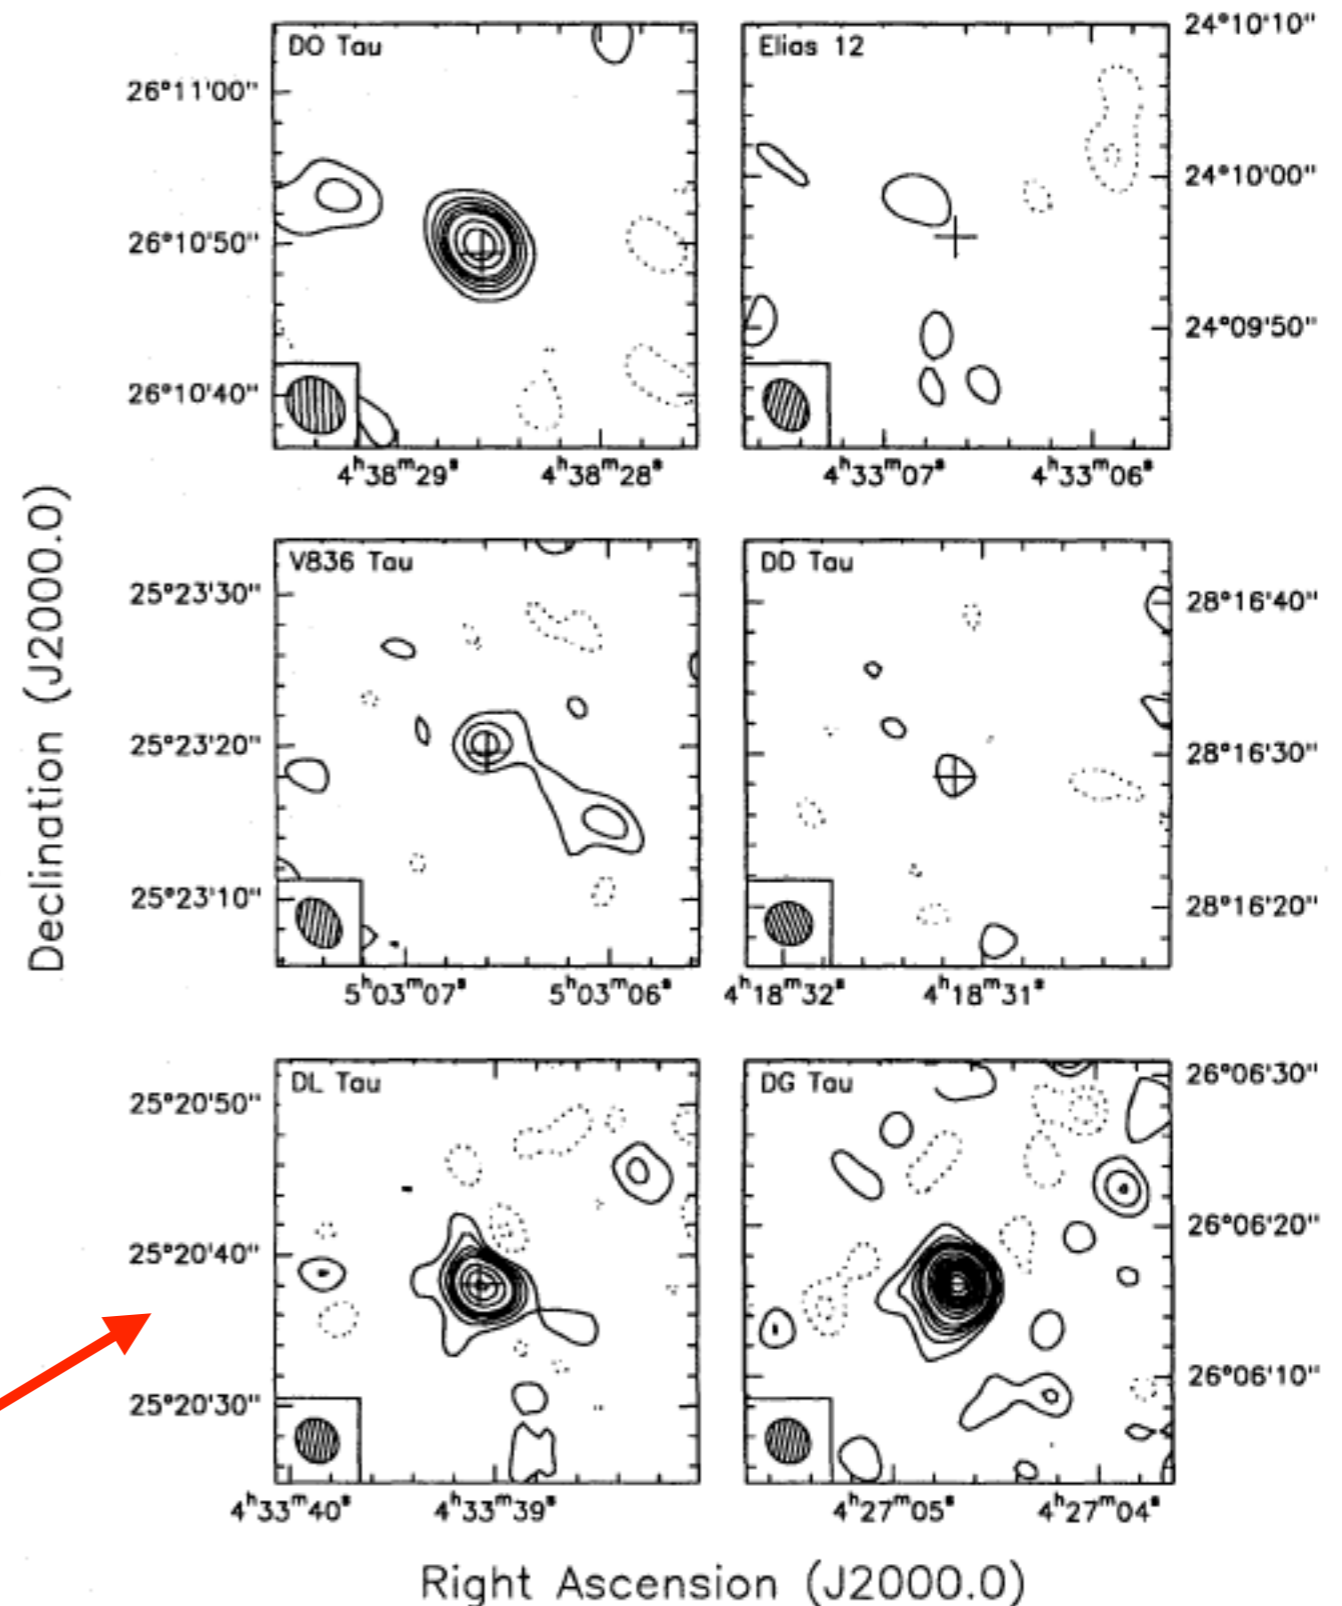 DO Tau
Elias 12
24°10'10"
26°11'00"
24°10'00"
26°10'50"
24°09'50"
26°10'40"
4ʰ38ᵐ29ˢ
4ʰ38ᵐ28ˢ
4ʰ33ᵐ07ˢ
4ʰ33ᵐ06ˢ
V836 Tau
DD Tau
25°23'30"
28°16'40"
25°23'20"
28°16'30"
25°23'10"
28°16'20"
5ʰ03ᵐ07ˢ
5ʰ03ᵐ06ˢ
4ʰ18ᵐ32ˢ
4ʰ18ᵐ31ˢ
Declination (J2000.0)
DL Tau
DG Tau
25°20'50"
26°06'30"
25°20'40"
26°06'20"
25°20'30"
26°06'10"
4ʰ33ᵐ40ˢ
4ʰ33ᵐ39ˢ
4ʰ27ᵐ05ˢ
4ʰ27ᵐ04ˢ
Right Ascension (J2000.0)